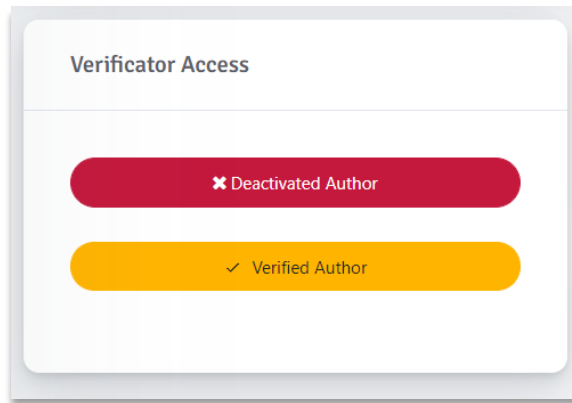 Verificator Access
✖ Deactivated Author
✓ Verified Author